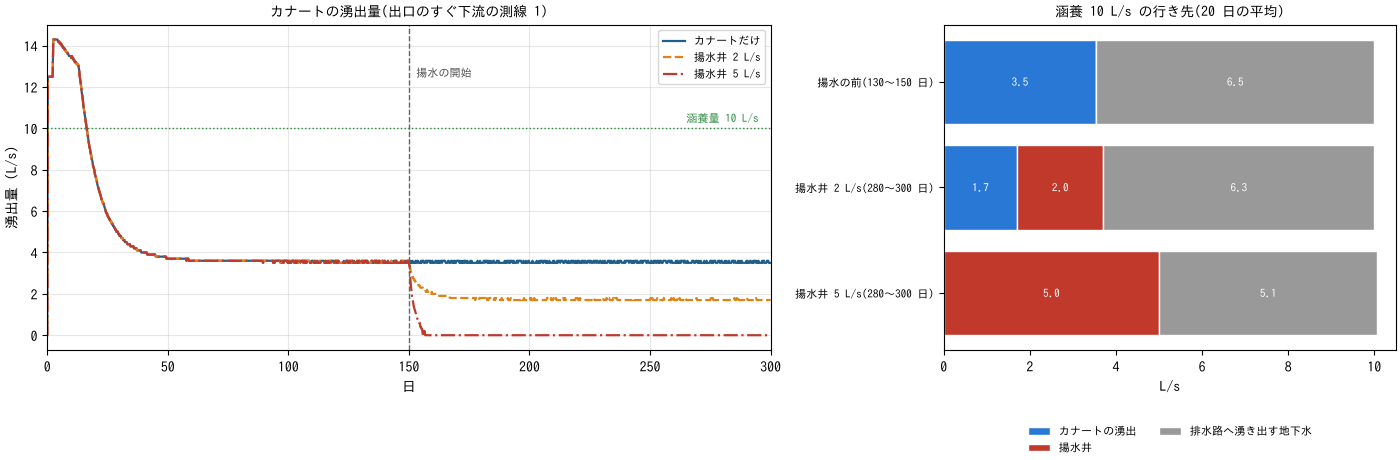 カナートの湧出量(出口のすぐ下流の測線 1)
湧出量 (L/s)
14
12
10
8
6
4
2
0
カナートだけ
揚水井 2 L/s
揚水井 5 L/s
揚水の開始
涵養量 10 L/s
0
50
100
150
200
250
300
日
涵養 10 L/s の行き先(20 日の平均)
揚水の前(130〜150 日)
3.5
6.5
揚水井 2 L/s(280〜300 日)
1.7
2.0
6.3
揚水井 5 L/s(280〜300 日)
5.0
5.1
0
2
4
6
8
10
L/s
カナートの湧出
排水路へ湧き出す地下水
揚水井